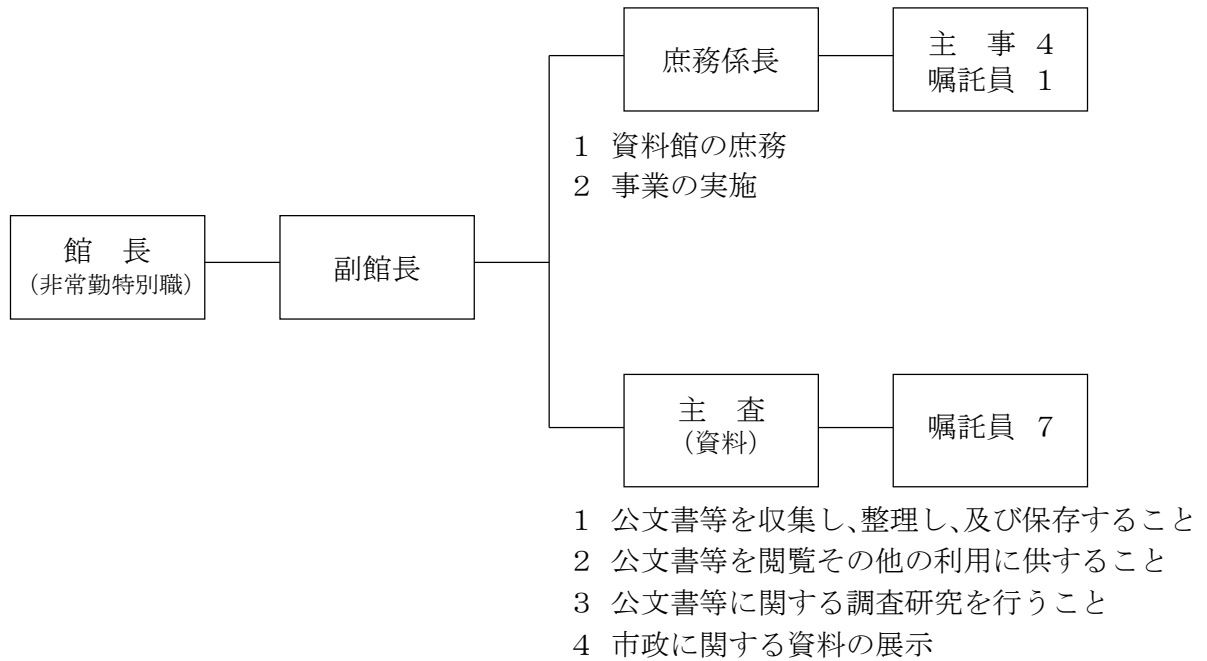 庶務係長
主　事 ４
嘱託員 １
１ 資料館の庶務
２ 事業の実施
館　長
（非常勤特別職）
副館長
主　査
（資料）
嘱託員 ７
１ 公文書等を収集し、整理し、及び保存すること
２ 公文書等を閲覧その他の利用に供すること
３ 公文書等に関する調査研究を行うこと
４ 市政に関する資料の展示